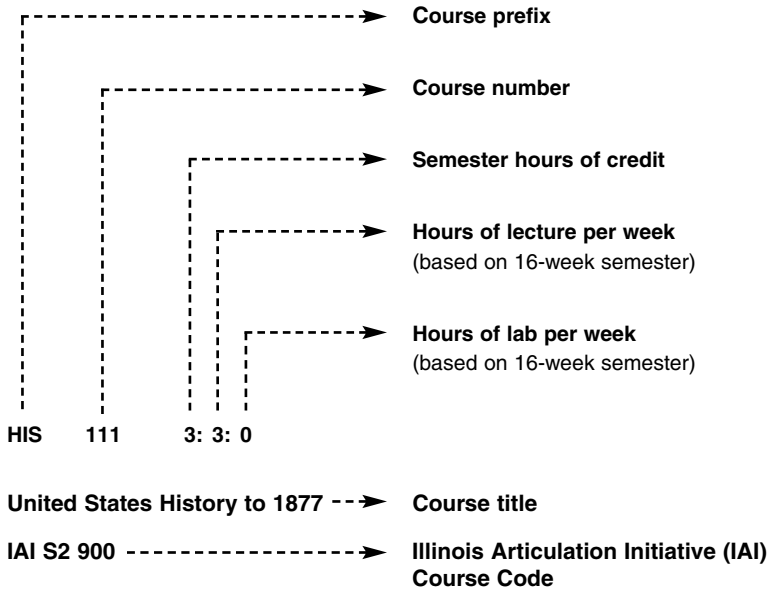 Course prefix
Course number
Semester hours of credit
Hours of lecture per week
(based on 16-week semester)
Hours of lab per week
(based on 16-week semester)
HIS 111 3: 3: 0
United States History to 1877 Course title
IAI S2 900 Illinois Articulation Initiative (IAI)
Course Code